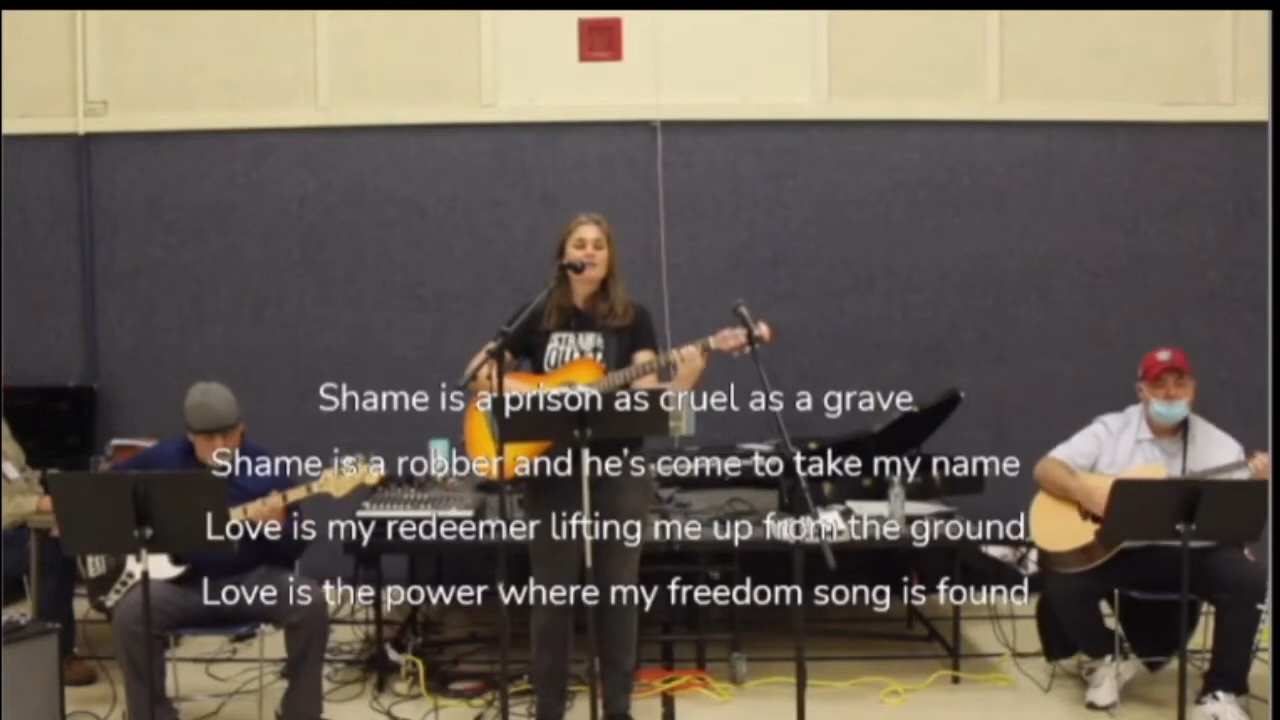 Shame is a prison as cruel as a grave
Shame is a robber and he's come to take my name
Love is my redeemer lifting me up from the ground
Love is the power where my freedom song is found